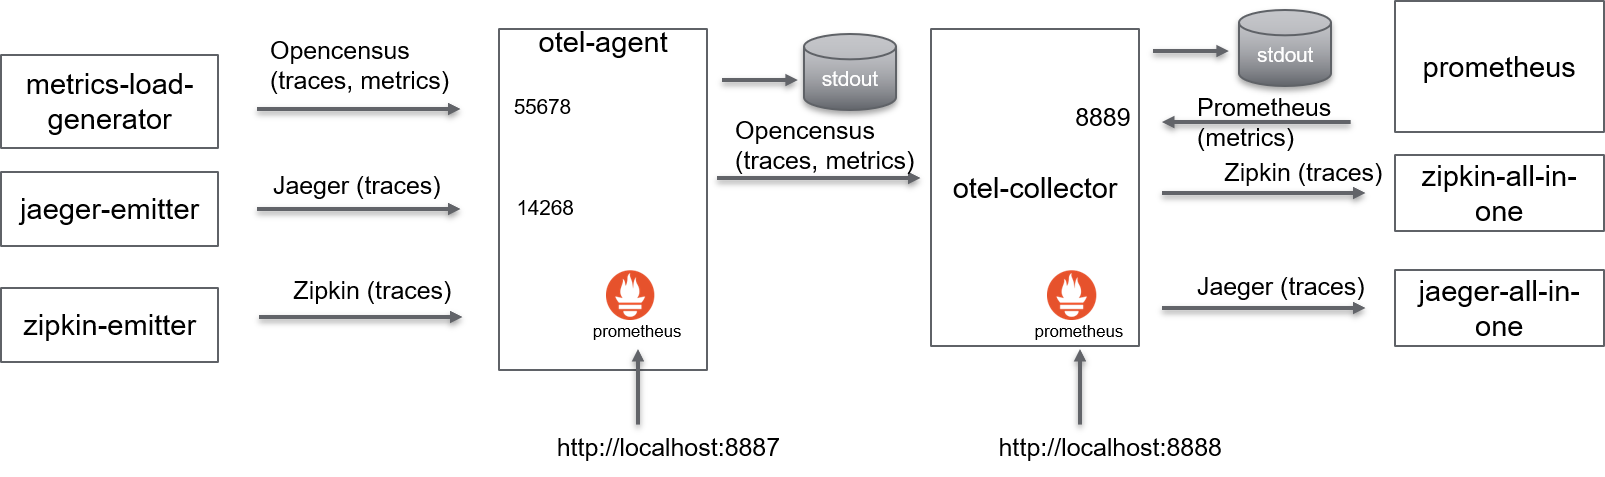 metrics-load-
generator
jaeger-emitter
zipkin-emitter
Opencensus
(traces, metrics)
Jaeger (traces)
Zipkin (traces)
otel-agent
55678
14268
prometheus
http://localhost:8887
stdout
Opencensus
(traces, metrics)
8889
otel-collector
prometheus
http://localhost:8888
stdout
Prometheus
(metrics)
Zipkin (traces)
Jaeger (traces)
prometheus
zipkin-all-in-
one
jaeger-all-in-
one